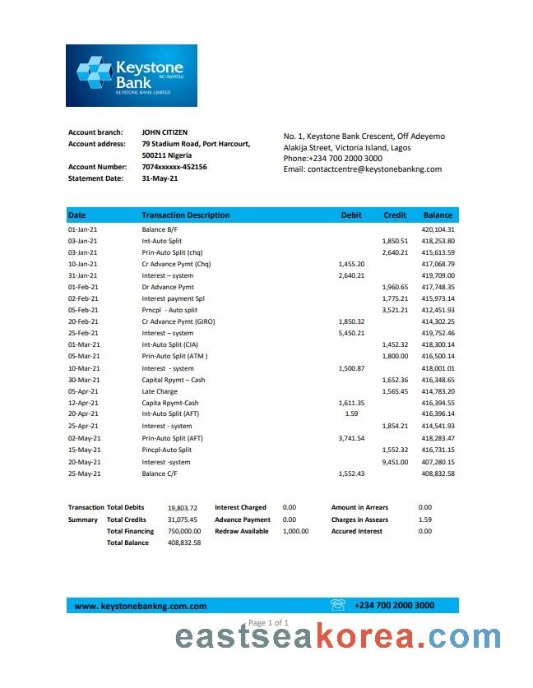 Keystone
Bank
KEYSTONE BANK LIMITED
Account branch: JOHN CITIZEN
Account address: 79 Stadium Road, Port Harcourt,
500211 Nigeria
Account Number: 7074xxxxxx-452156
Statement Date: 31-May-21
No. 1, Keystone Bank Crescent, Off Adeyemo
Alakija Street, Victoria Island, Lagos
Phone:+234 700 2000 3000
Email: contactcentre@keystonebankng.com
Date Transaction Description Debit Credit Balance
01-Jan-21 Balance B/F 420,104.31
03-Jan-21 Int-Auto Split 1,850.51 418,253.80
03-Jan-21 Prin-Auto Split (chq) 2,640.21 415,613.59
10-Jan-21 Cr Advance Pymt (Chq) 1,455.20 417,068.79
31-Jan-21 Interest – system 2,640.21 419,709.00
01-Feb-21 Dr Advance Pymt 1,960.65 417,748.35
02-Feb-21 Interest payment Spl 1,775.21 415,973.14
05-Feb-21 Prncpl - Auto split 3,521.21 412,451.93
20-Feb-21 Cr Advance Pymt (GIRO) 1,850.32 414,302.25
25-Feb-21 Interest – system 5,450.21 419,752.46
01-Mar-21 Int-Auto Split (CIA) 1,452.32 418,300.14
05-Mar-21 Prin-Auto Split (ATM ) 1,800.00 416,500.14
10-Mar-21 Interest - system 1,500.87 418,001.01
30-Mar-21 Capital Rpymt – Cash 1,652.36 416,348.65
05-Apr-21 Late Charge 1,565.45 414,783.20
12-Apr-21 Capita Rpymt-Cash 1,611.35 416,394.55
20-Apr-21 Int-Auto Split (AFT) 1.59 416,396.14
25-Apr-21 Interest - system 1,854.21 414,541.93
02-May-21 Prin-Auto Split (AFT) 3,741.54 418,283.47
15-May-21 Pincpl-Auto Split 1,552.32 416,731.15
20-May-21 Interest -system 9,451.00 407,280.15
25-May-21 Balance C/F 1,552.43 408,832.58
Transaction Total Debits 19,803.72 Interest Charged 0.00 Amount in Arrears 0.00
Summary Total Credits 31,075.45 Advance Payment 0.00 Charges in Assears 1.59
Total Financing 750,000.00 Redraw Available 1,000.00 Accured Interest 0.00
Total Balance 408,832.58
www. keystonebankng.com.com +234 700 2000 3000
Page 1 of 1
eastseakorea.com